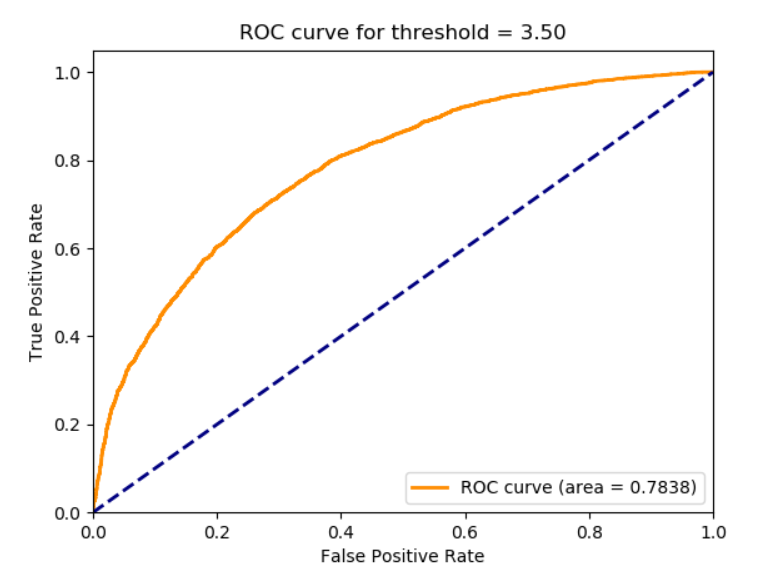 ROC curve for threshold = 3.50
True Positive Rate
1.0
0.8
0.6
0.4
0.2
0.0
ROC curve (area = 0.7838)
0.0 0.2 0.4 0.6 0.8 1.0
False Positive Rate